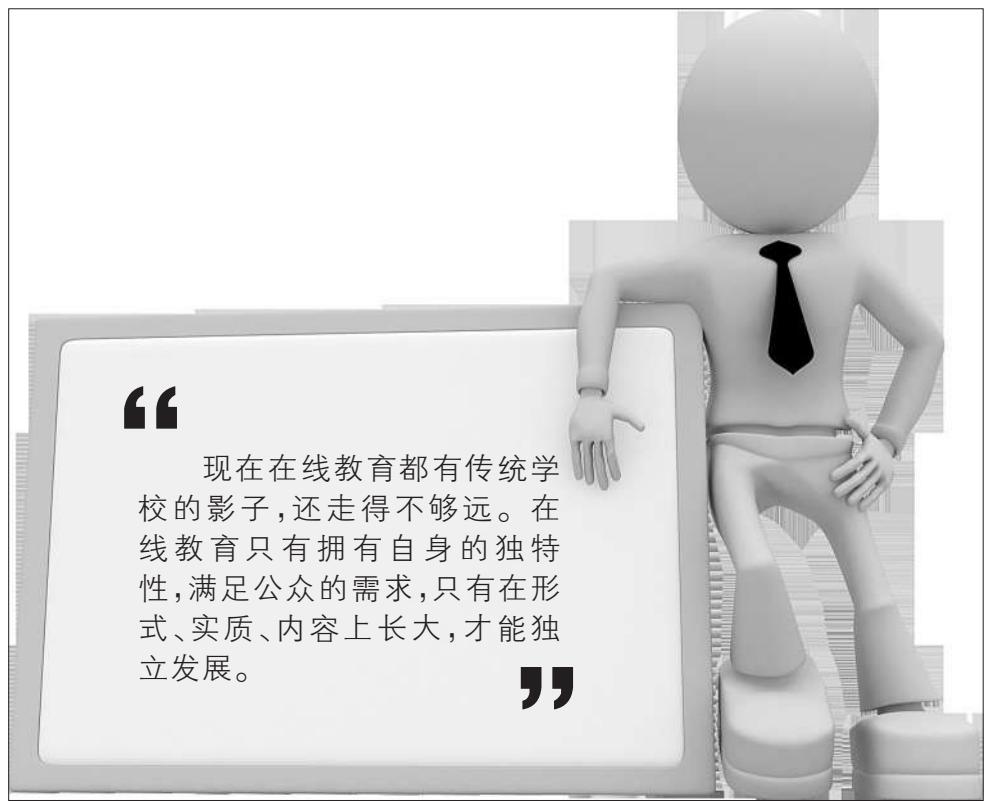 “
现在在线教育都有传统学
校的影子,还走得不够远。在
线教育只有拥有自身的独特
性,满足公众的需求,只有在形
式、实质、内容上长大,才能独
立发展。
”